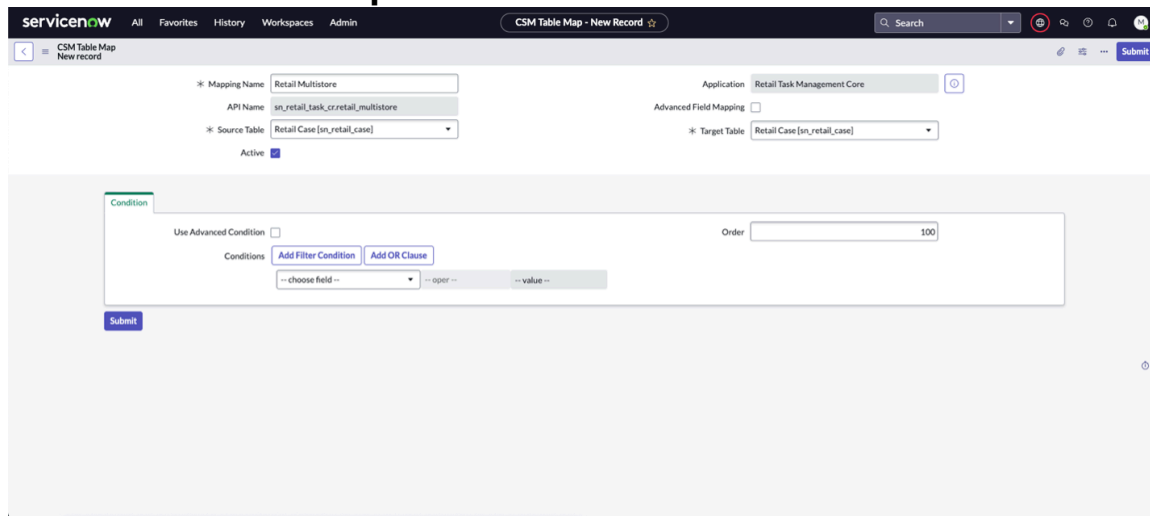 servicenow All Favorites History Workspaces Admin CSM Table Map - New Record Search M
CSM Table Map
New record
Submit
Mapping Name Retail Multistore Application Retail Task Management Core
API Name sn_retail_task_cr.retail_multistore Advanced Field Mapping
Source Table Retail Case [sn_retail_case] Target Table Retail Case [sn_retail_case]
Active
Condition
Use Advanced Condition Order 100
Conditions Add Filter Condition Add OR Clause
-- choose field -- -- oper -- -- value --
Submit